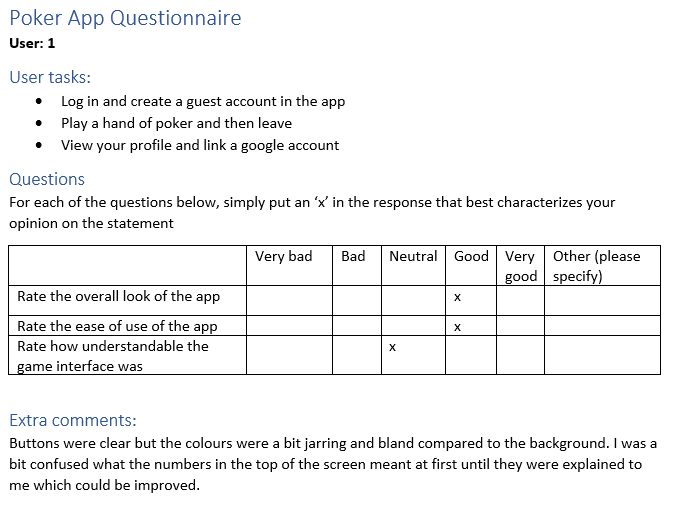 Poker App Questionnaire
User: 1
User tasks:
• Log in and create a guest account in the app
• Play a hand of poker and then leave
• View your profile and link a google account
Questions
For each of the questions below, simply put an ‘x’ in the response that best characterizes your
opinion on the statement
Very bad Bad Neutral Good Very good Other (please specify)
Rate the overall look of the app x
Rate the ease of use of the app x
Rate how understandable the game interface was x
Extra comments:
Buttons were clear but the colours were a bit jarring and bland compared to the background. I was a
bit confused what the numbers in the top of the screen meant at first until they were explained to
me which could be improved.